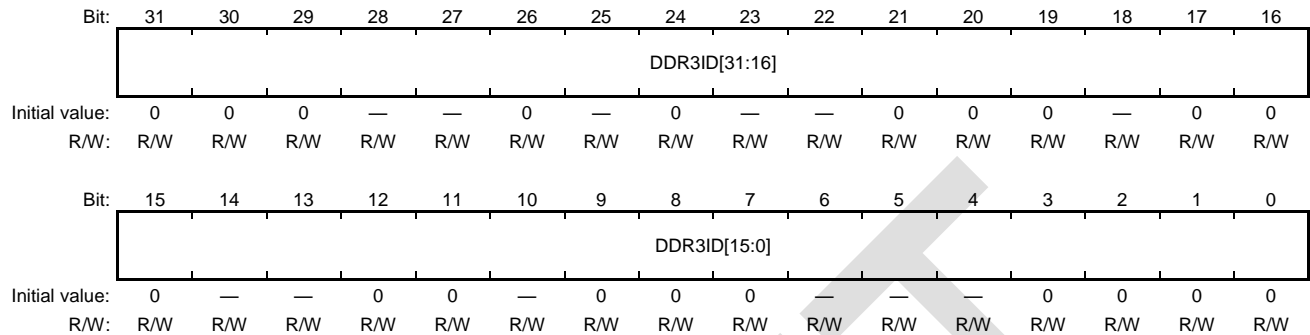 Bit: 31 30 29 28 27 26 25 24 23 22 21 20 19 18 17 16
DDR3ID[31:16]
Initial value: 0 0 0 — — 0 — 0 — — 0 0 0 — 0 0
R/W: R/W R/W R/W R/W R/W R/W R/W R/W R/W R/W R/W R/W R/W R/W R/W R/W
Bit: 15 14 13 12 11 10 9 8 7 6 5 4 3 2 1 0
DDR3ID[15:0]
Initial value: 0 — — 0 0 — 0 0 0 — — — 0 0 0 0
R/W: R/W R/W R/W R/W R/W R/W R/W R/W R/W R/W R/W R/W R/W R/W R/W R/W